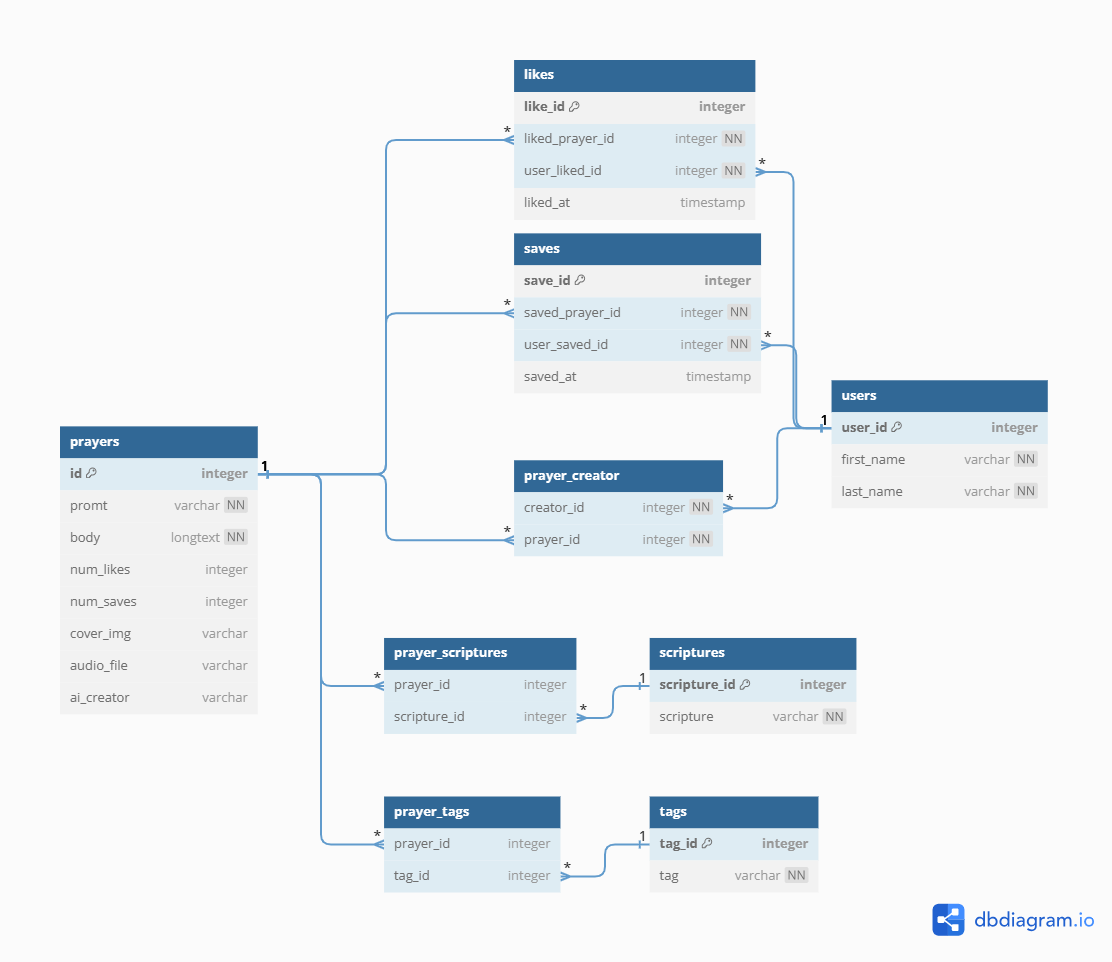 likes
like_id integer
* liked_prayer_id integer NN
user_liked_id integer NN *
liked_at timestamp
saves
save_id integer
* saved_prayer_id integer NN
user_saved_id integer NN *
saved_at timestamp
users
1 user_id integer
first_name varchar NN
last_name varchar NN
prayers
id integer 1
promt varchar NN
body longtext NN
num_likes integer
num_saves integer
cover_img varchar
audio_file varchar
ai_creator varchar
prayer_creator
creator_id integer NN *
* prayer_id integer NN
prayer_scriptures
* prayer_id integer
scripture_id integer *
scriptures
1 scripture_id integer
scripture varchar NN
prayer_tags
* prayer_id integer
tag_id integer *
tags
1 tag_id integer
tag varchar NN
dbdiagram.io